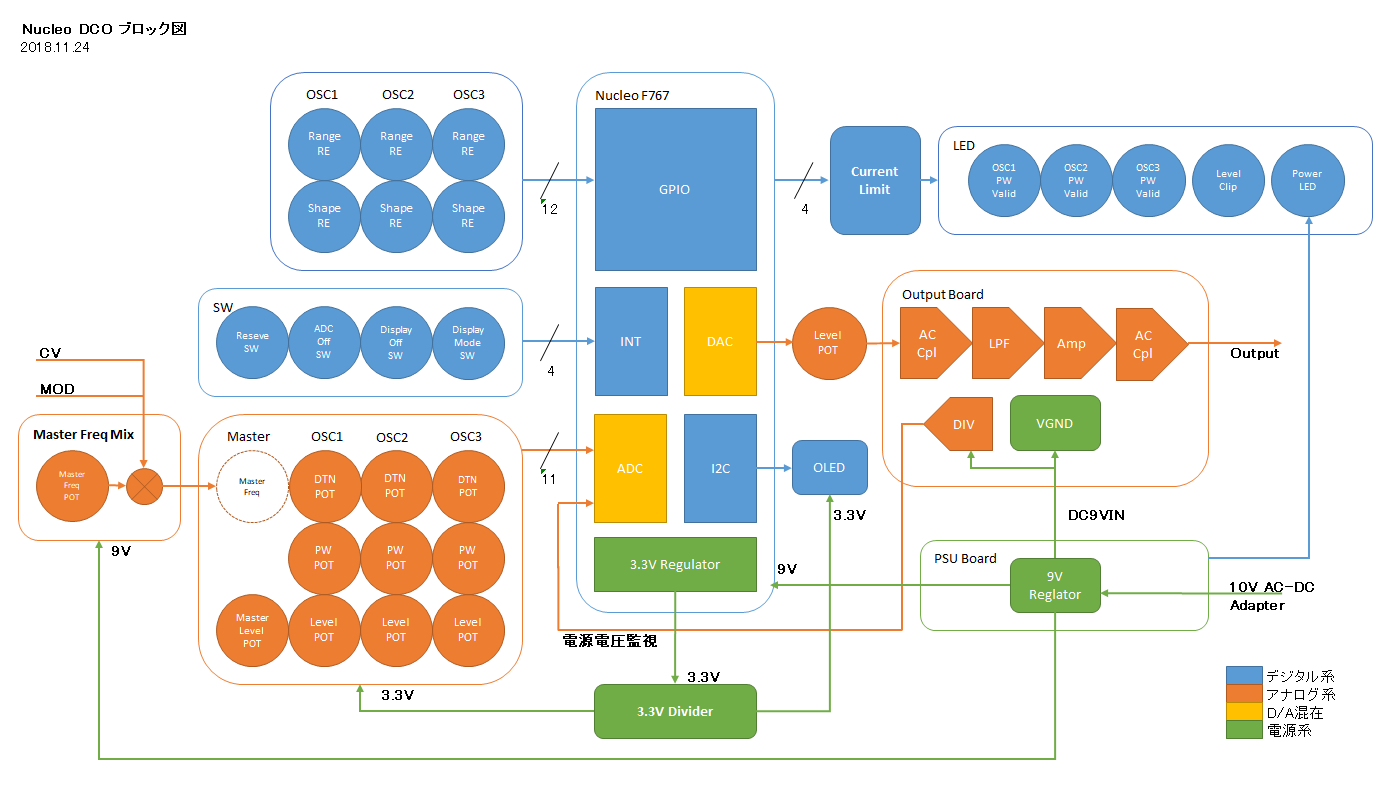 Nucleo DCO ブロック図
2018.11.24
OSC1 OSC2 OSC3
Range RE
Range RE
Range RE
Shape RE
Shape RE
Shape RE
12
Nucleo F767
GPIO
4
Current Limit
LED
OSC1 PW Valid
OSC2 PW Valid
OSC3 PW Valid
Level Clip
Power LED
SW
Reseve SW
ADC Off SW
Display Off SW
Display Mode SW
4
INT
DAC
Level POT
Output Board
AC Cpl
LPF
Amp
AC Cpl
Output
DIV
VGND
CV
MOD
Master Freq Mix
Master Freq POT
9V
Master OSC1 OSC2 OSC3
Master Freq
DTN POT
DTN POT
DTN POT
PW POT
PW POT
PW POT
Master Level POT
Level POT
Level POT
Level POT
11
ADC
I2C
OLED
3.3V
3.3V Regulator
9V
DC9VIN
PSU Board
9V Reglator
10V AC-DC Adapter
電源電圧監視
3.3V
3.3V
3.3V Divider
デジタル系
アナログ系
D/A混在
電源系